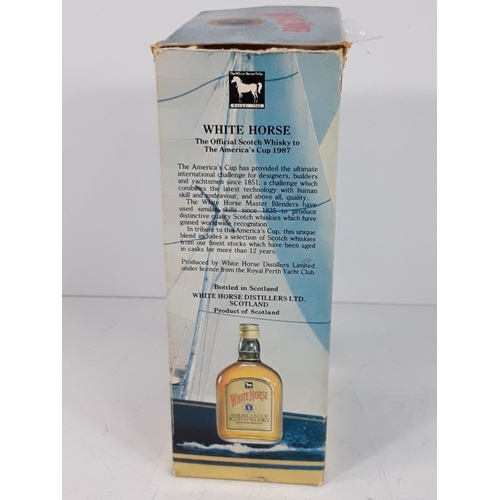 WHITE HORSE
The Official Scotch Whisky to
The America's Cup 1987
The America's Cup has provided the ultimate
international challenge for designers, builders
and yachtsmen since 1851, a challenge which
combines the latest technology with human
skill and endeavour, and above all, quality.
The White Horse Master Blenders have
used similar skills since 1835 to produce
distinctive quality Scotch whiskies which have
gained worldwide recognition.
In tribute to the America's Cup, this unique
blend includes a selection of Scotch whiskies
from our finest stocks which have been aged
in casks for more than 12 years.
Produced by White Horse Distillers Limited
under licence from the Royal Perth Yacht Club.
Bottled in Scotland
WHITE HORSE DISTILLERS LTD.
SCOTLAND
Product of Scotland
WHITE HORSE
AMERICA'S CUP
SCOTCH WHISKY